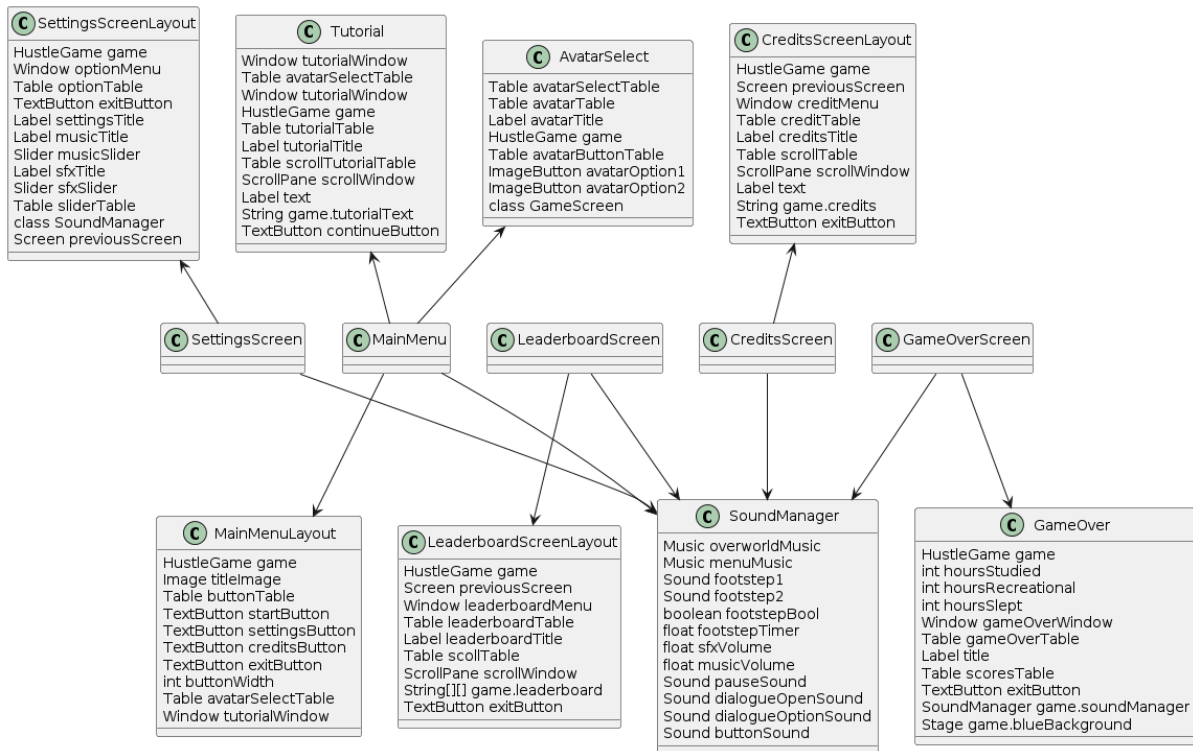 C SettingsScreenLayout
HustleGame game
Window optionMenu
Table optionTable
TextButton exitButton
Label settingsTitle
Label musicTitle
Slider musicSlider
Label sfxTitle
Slider sfxSlider
Table sliderTable
class SoundManager
Screen previousScreen
C Tutorial
Window tutorialWindow
Table avatarSelectTable
Window tutorialWindow
HustleGame game
Table tutorialTable
Label tutorialTitle
Table scrollTutorialTable
ScrollPane scrollWindow
Label text
String game.tutorialText
TextButton continueButton
C AvatarSelect
Table avatarSelectTable
Table avatarTable
Label avatarTitle
HustleGame game
Table avatarButtonTable
ImageButton avatarOption1
ImageButton avatarOption2
class GameScreen
C CreditsScreenLayout
HustleGame game
Screen previousScreen
Window creditMenu
Table creditTable
Label creditsTitle
Table scrollTable
ScrollPane scrollWindow
Label text
String game.credits
TextButton exitButton
C SettingsScreen
C MainMenu
C LeaderboardScreen
C CreditsScreen
C GameOverScreen
C MainMenuLayout
HustleGame game
Image titleImage
Table buttonTable
TextButton startButton
TextButton settingsButton
TextButton creditsButton
TextButton exitButton
int buttonWidth
Table avatarSelectTable
Window tutorialWindow
C LeaderboardScreenLayout
HustleGame game
Screen previousScreen
Window leaderboardMenu
Table leaderboardTable
Label leaderboardTitle
Table scollTable
ScrollPane scrollWindow
String[][] game.leaderboard
TextButton exitButton
C SoundManager
Music overworldMusic
Music menuMusic
Sound footstep1
Sound footstep2
boolean footstepBool
float footstepTimer
float sfxVolume
float musicVolume
Sound pauseSound
Sound dialogueOpenSound
Sound dialogueOptionSound
Sound buttonSound
C GameOver
HustleGame game
int hoursStudied
int hoursRecreational
int hoursSlept
Window gameOverWindow
Table gameOverTable
Label title
Table scoresTable
TextButton exitButton
SoundManager game.soundManager
Stage game.blueBackground